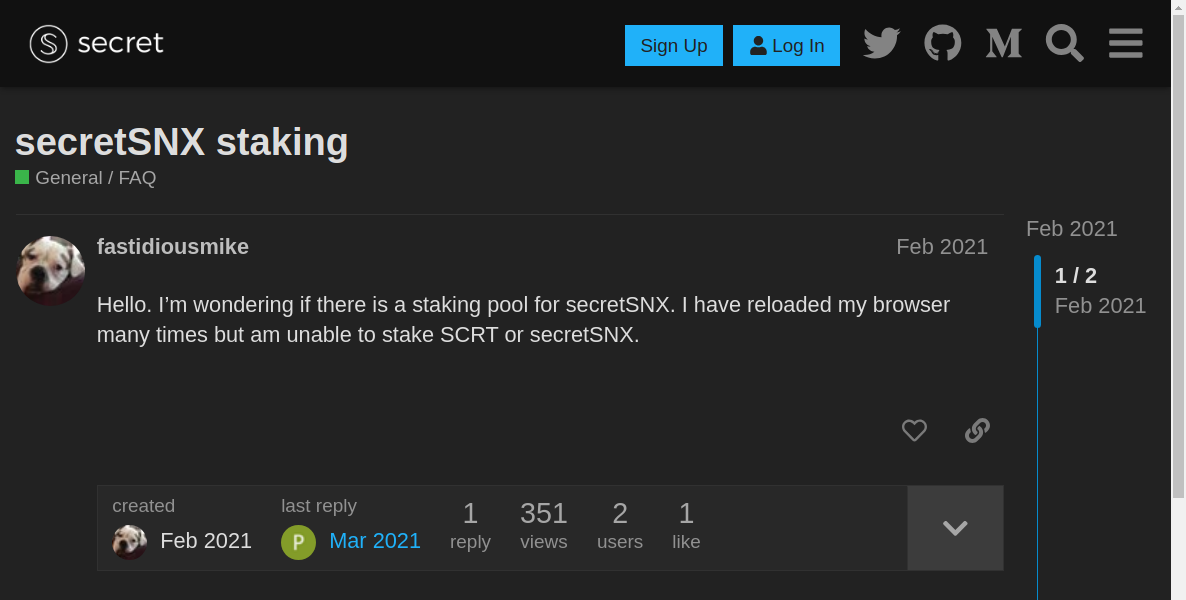 secret
Sign Up
Log In
secretSNX staking
General / FAQ
fastidiousmike
Feb 2021
Hello. I’m wondering if there is a staking pool for secretSNX. I have reloaded my browser
many times but am unable to stake SCRT or secretSNX.
Feb 2021
1 / 2
Feb 2021
created
Feb 2021
last reply
P
Mar 2021
1
reply
351
views
2
users
1
like